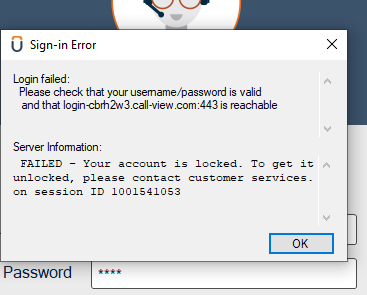 Sign-in Error
Login failed:
Please check that your username/password is valid
and that login-cbrh2w3.call-view.com:443 is reachable
Server Information:
FAILED - Your account is locked. To get it
unlocked, please contact customer services.
on session ID 1001541053
OK
Password
****